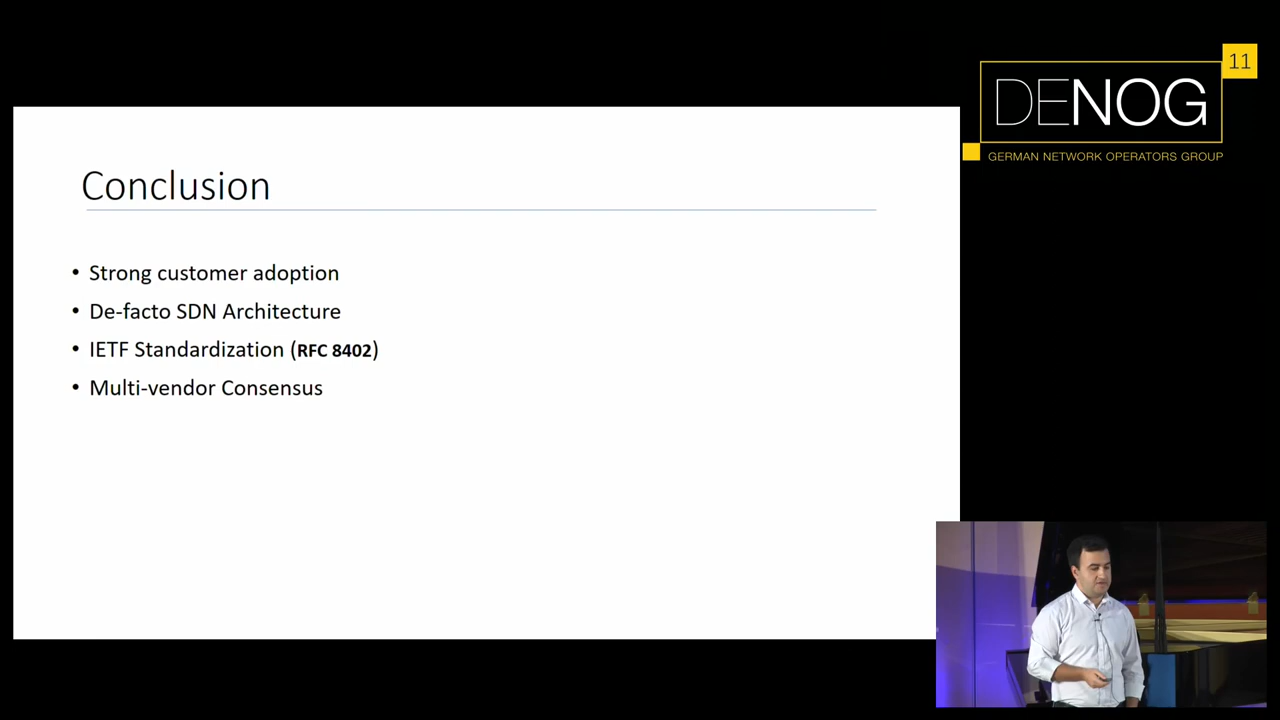 11
DENOG
GERMAN NETWORK OPERATORS GROUP
Conclusion
• Strong customer adoption
• De-facto SDN Architecture
• IETF Standardization (RFC 8402)
• Multi-vendor Consensus